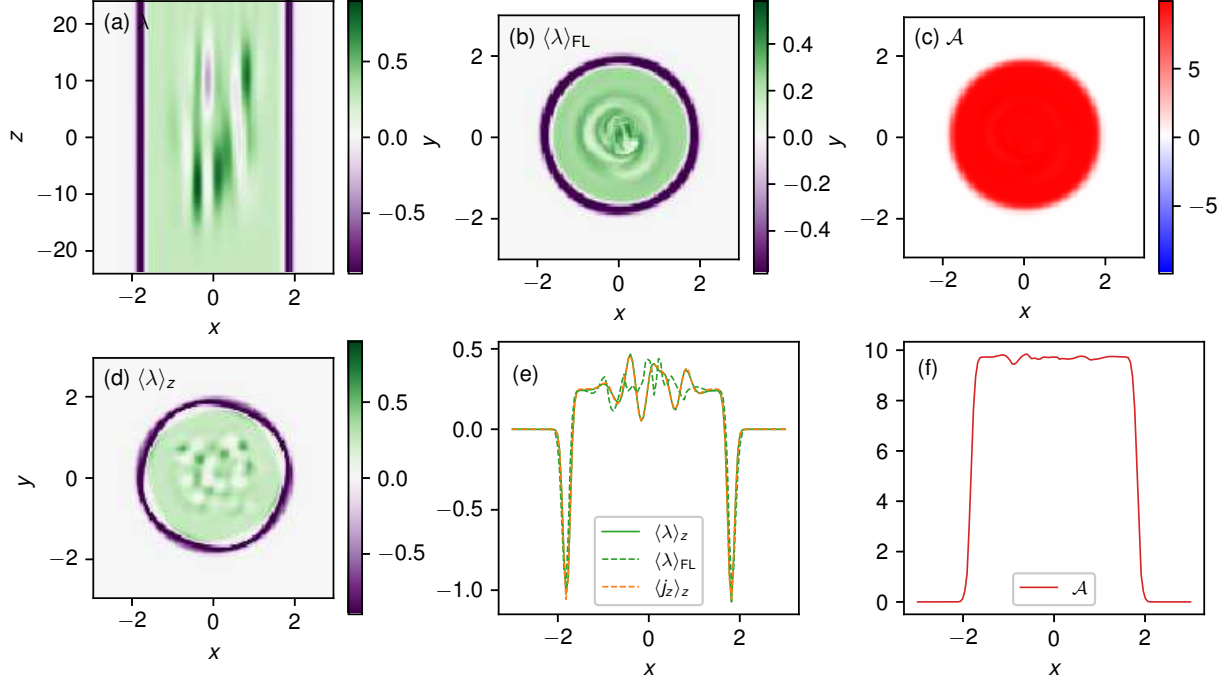 (a) λ
20
10
0
−10
−20
z
−2
0
2
x
0.5
0.0
−0.5
(b) ⟨λ⟩FL
2
0
−2
y
−2
0
2
x
0.4
0.2
0.0
−0.2
−0.4
(c) 𝒜
2
0
−2
y
−2
0
2
x
5
0
−5
(d) ⟨λ⟩z
2
0
−2
y
−2
0
2
x
0.5
0.0
−0.5
(e)
0.5
0.0
−0.5
−1.0
⟨λ⟩z
⟨λ⟩FL
⟨jz⟩z
−2
0
2
x
(f)
10
8
6
4
2
0
𝒜
−2
0
2
x